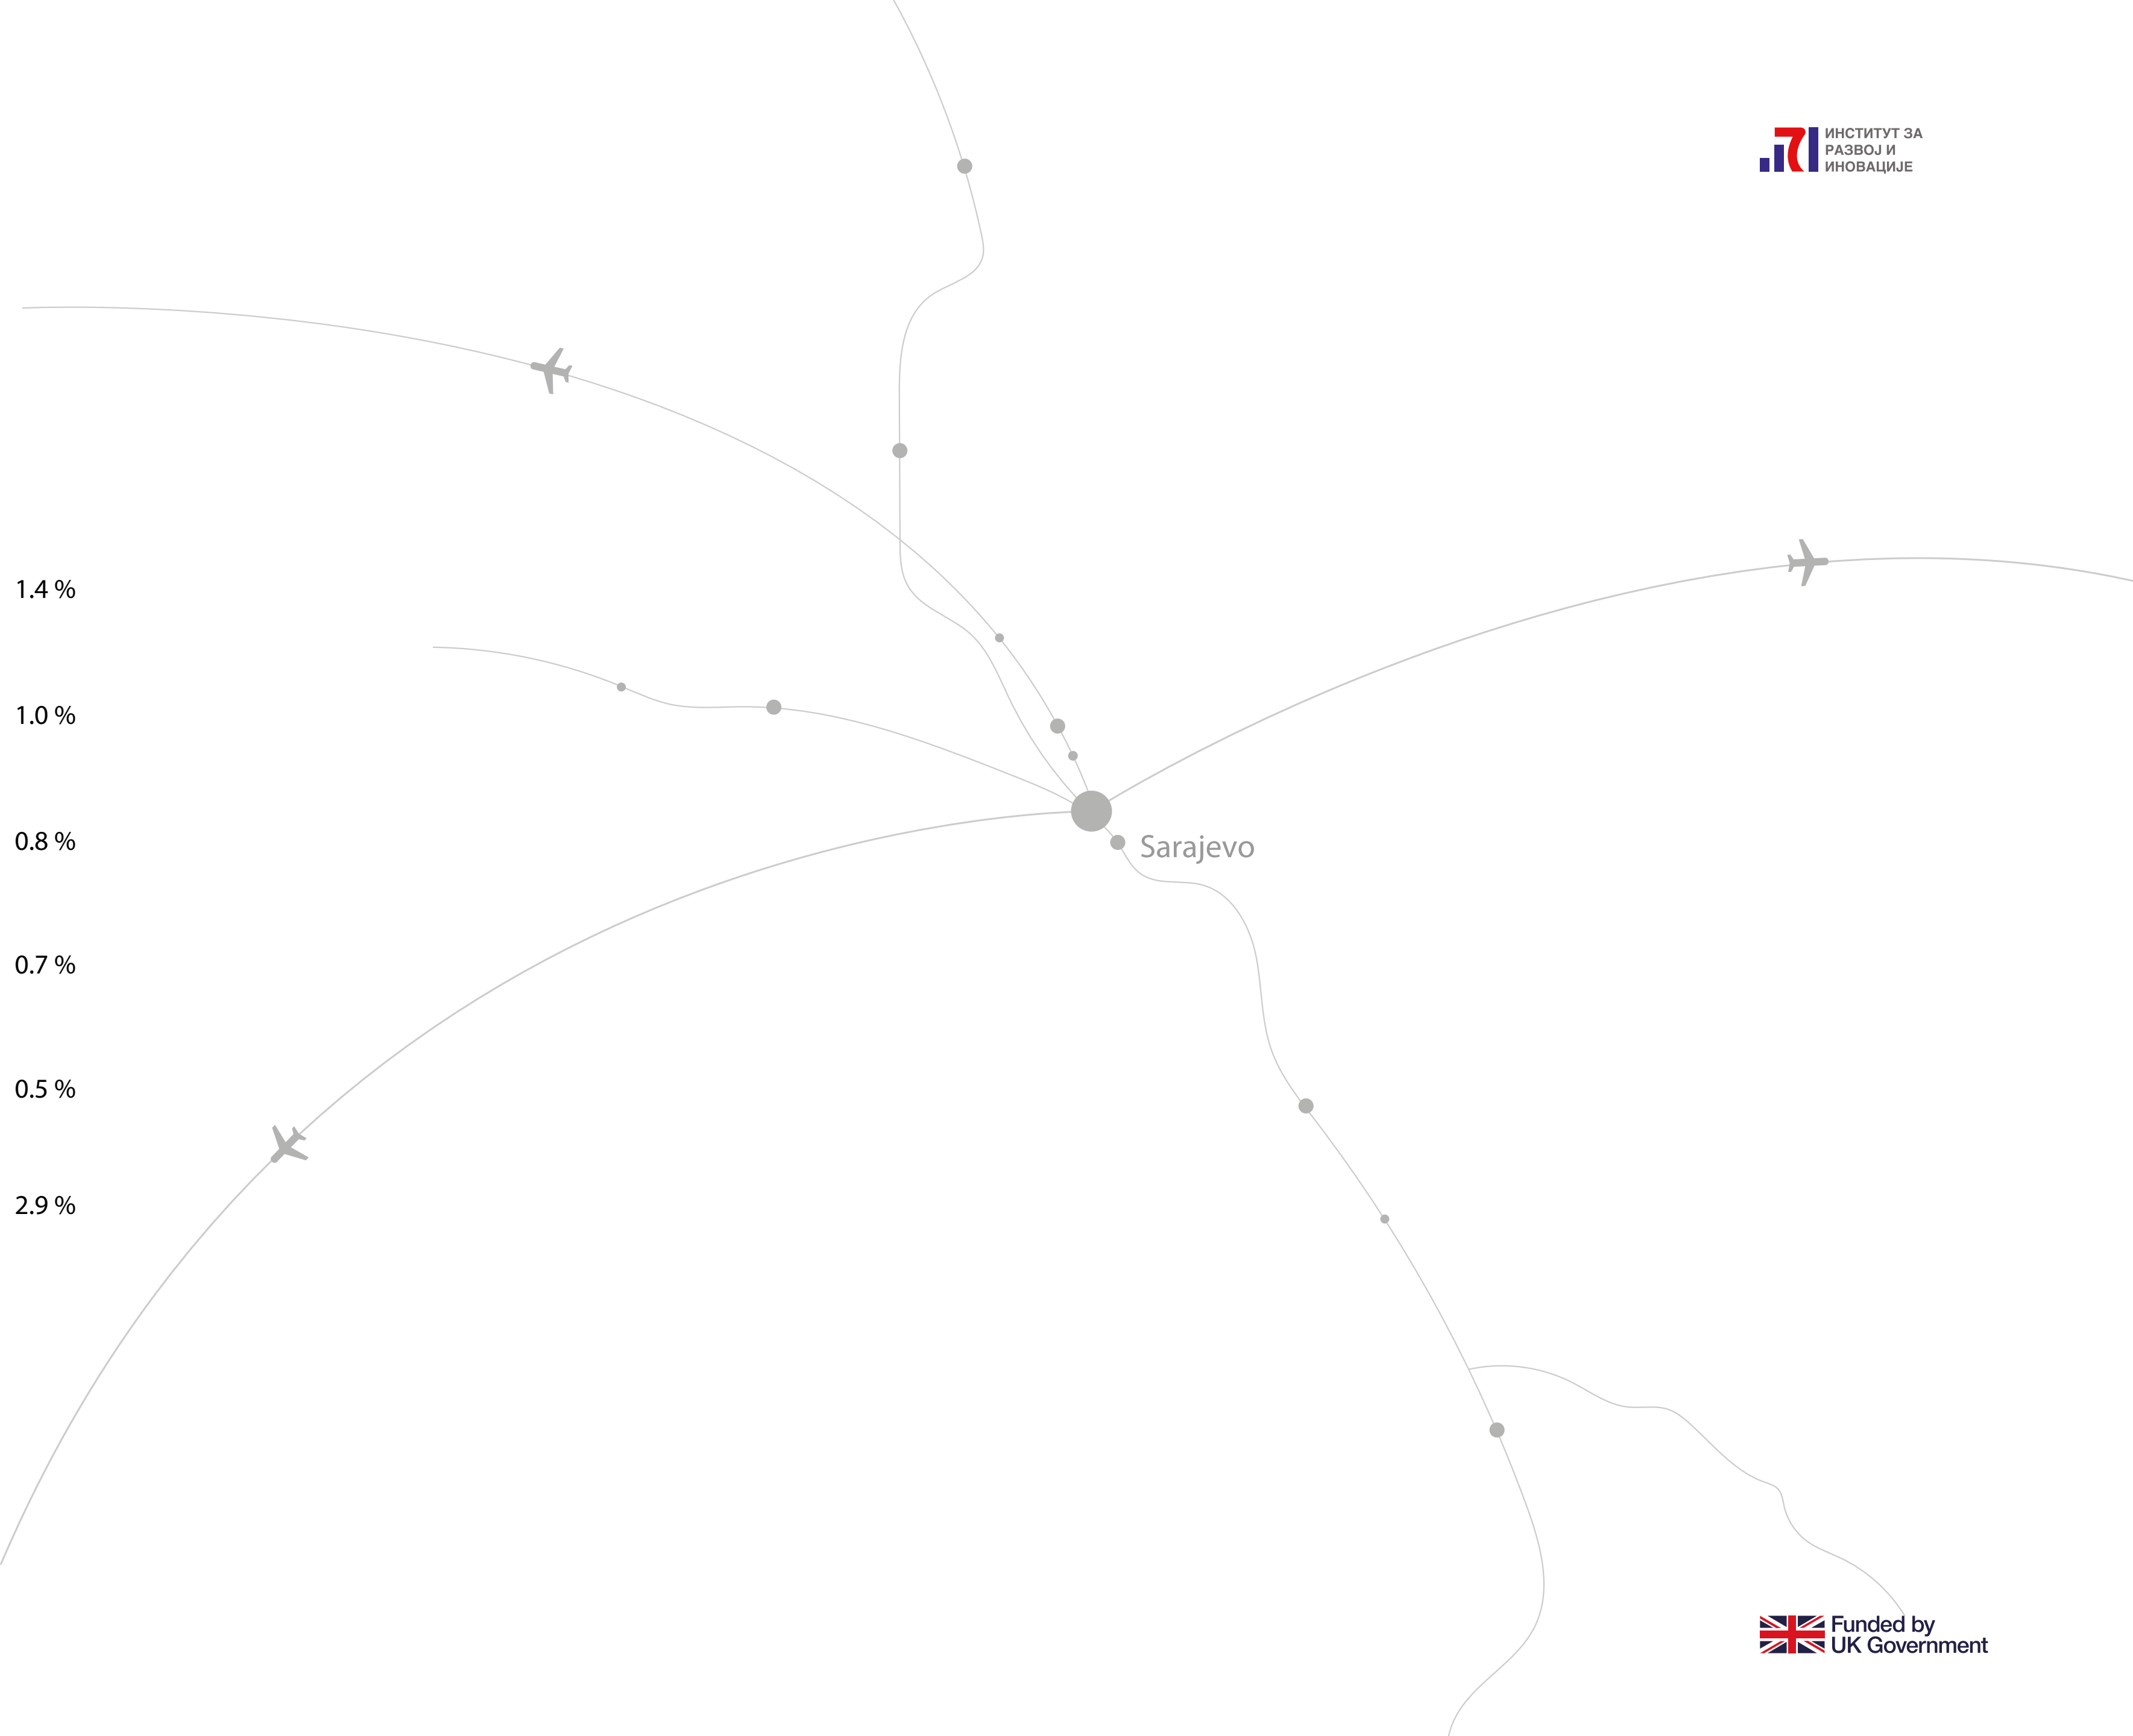 ИНСТИТУТ ЗА
РАЗВОЈ И
ИНОВАЦИЈЕ
1.4 %
1.0 %
0.8 %
Sarajevo
0.7 %
0.5 %
2.9 %
Funded by
UK Government